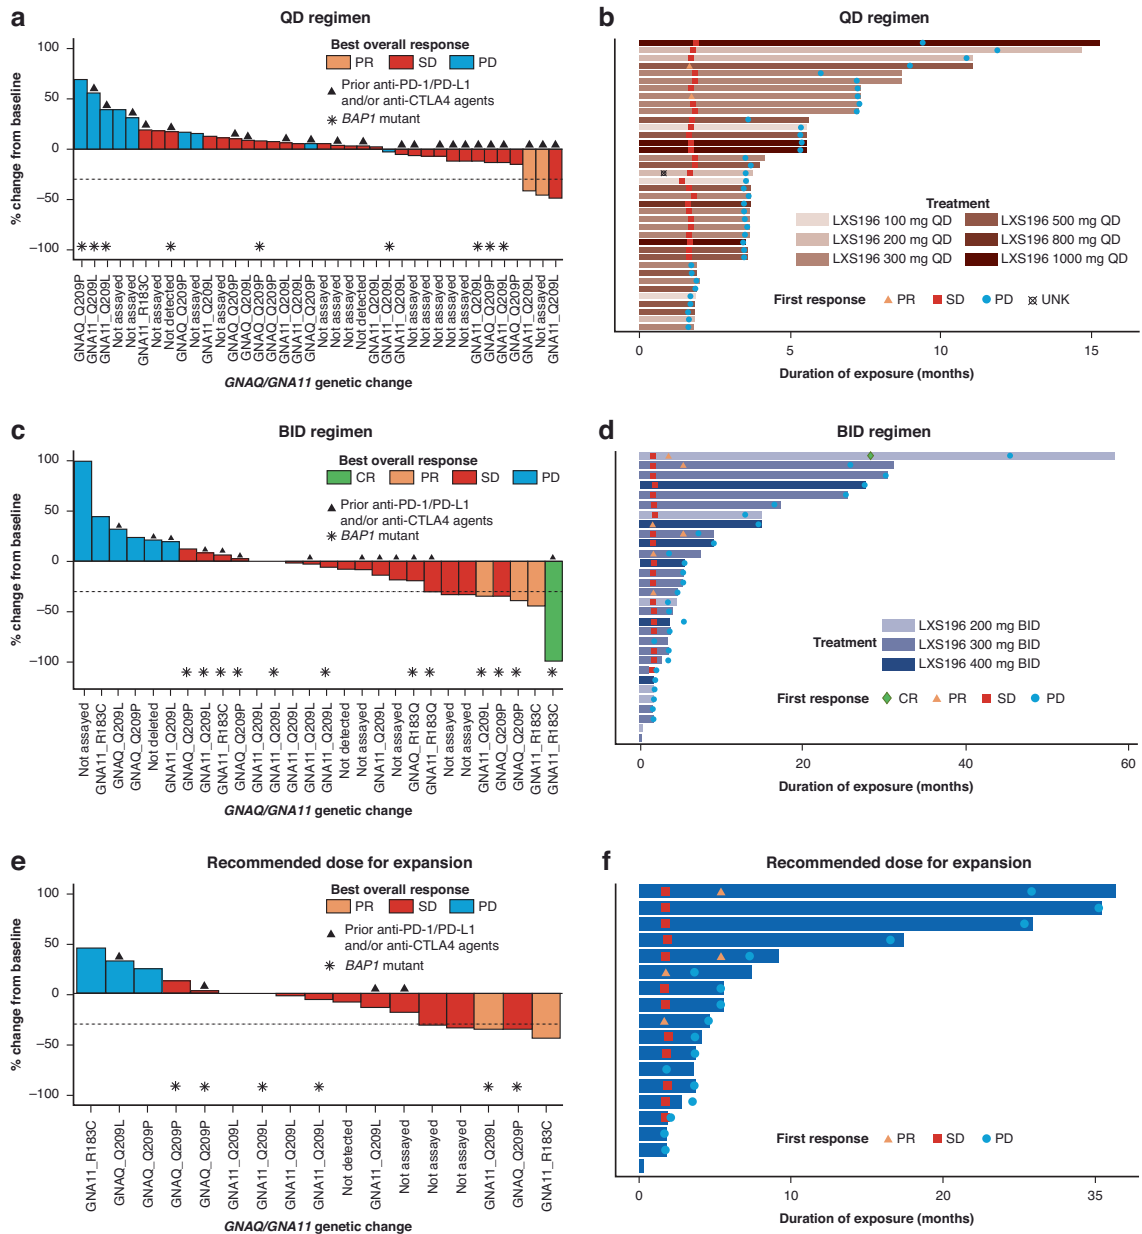 a
QD regimen
% change from baseline
100
50
0
−50
−100
Best overall response
PR SD PD
Prior anti-PD-1/PD-L1
and/or anti-CTLA4 agents
BAP1 mutant
GNAQ_Q209P
GNA11_Q209L
GNA11_Q209L
Not assayed
Not assayed
GNA11_R183C
Not assayed
Not detected
GNAQ_Q209P
Not assayed
GNA11_Q209L
Not assayed
GNAQ_Q209P
GNAQ_Q209L
GNAQ_Q209P
GNA11_Q209L
GNA11_Q209L
GNA11_Q209L
GNAQ_Q209P
Not assayed
Not assayed
Not assayed
Not detected
GNA11_Q209L
GNA11_Q209L
Not assayed
GNA11_Q209L
Not assayed
Not assayed
Not assayed
Not assayed
GNA11_Q209L
GNAQ_Q209P
GNAQ_Q209L
GNAQ_Q209P
GNA11_Q209L
Not assayed
GNA11_Q209L
GNAQ/GNA11 genetic change
b
QD regimen
Treatment
LXS196 100 mg QD LXS196 500 mg QD
LXS196 200 mg QD LXS196 800 mg QD
LXS196 300 mg QD LXS196 1000 mg QD
First response PR SD PD UNK
0 5 10 15
Duration of exposure (months)
c
BID regimen
% change from baseline
100
50
0
−50
−100
Best overall response
CR PR SD PD
Prior anti-PD-1/PD-L1
and/or anti-CTLA4 agents
BAP1 mutant
Not assayed
GNA11_R183C
GNAQ_Q209L
GNAQ_Q209P
Not deleted
GNA11_Q209L
GNAQ_Q209P
GNA11_Q209L
GNA11_R183C
GNAQ_Q209P
GNA11_Q209L
GNA11_Q209L
GNA11_Q209L
GNA11_Q209L
GNA11_Q209L
Not detected
Not assayed
GNA11_Q209L
Not assayed
GNAQ_R183Q
GNA11_R183Q
Not assayed
Not assayed
GNA11_Q209L
GNAQ_Q209P
GNAQ_Q209P
GNA11_R183C
GNA11_R183C
GNAQ/GNA11 genetic change
d
BID regimen
Treatment
LXS196 200 mg BID
LXS196 300 mg BID
LXS196 400 mg BID
First response CR PR SD PD
0 20 40 60
Duration of exposure (months)
e
Recommended dose for expansion
% change from baseline
100
50
0
−50
−100
Best overall response
PR SD PD
Prior anti-PD-1/PD-L1
and/or anti-CTLA4 agents
BAP1 mutant
GNA11_R183C
GNAQ_Q209L
GNAQ_Q209P
GNAQ_Q209P
GNAQ_Q209P
GNA11_Q209L
GNA11_Q209L
GNA11_Q209L
GNA11_Q209L
Not detected
GNA11_Q209L
Not assayed
Not assayed
Not assayed
GNA11_Q209L
GNAQ_Q209P
GNA11_R183C
GNAQ/GNA11 genetic change
f
Recommended dose for expansion
First response PR SD PD
0 10 20 35
Duration of exposure (months)